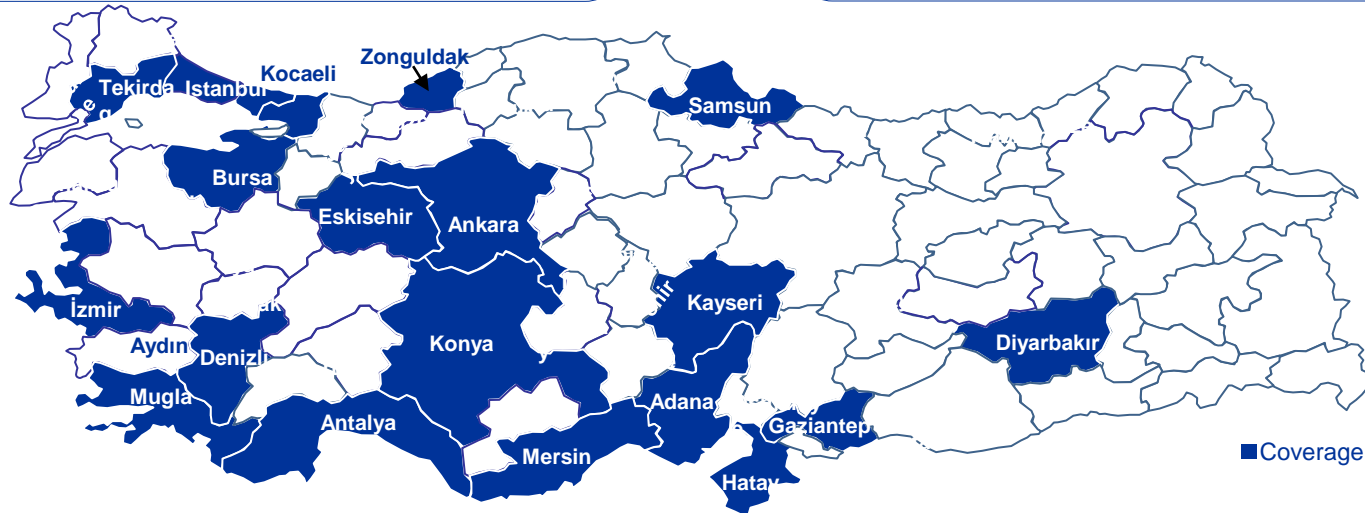 Zonguldak
Kocaeli
Tekirda
g
Istanbul
Samsun
Bursa
Eskisehir
Ankara
İzmir
Kayseri
Aydın
Denizli
Konya
Diyarbakır
Mugla
Adana
Antalya
Gaziantep
Mersin
Hatay
Coverage